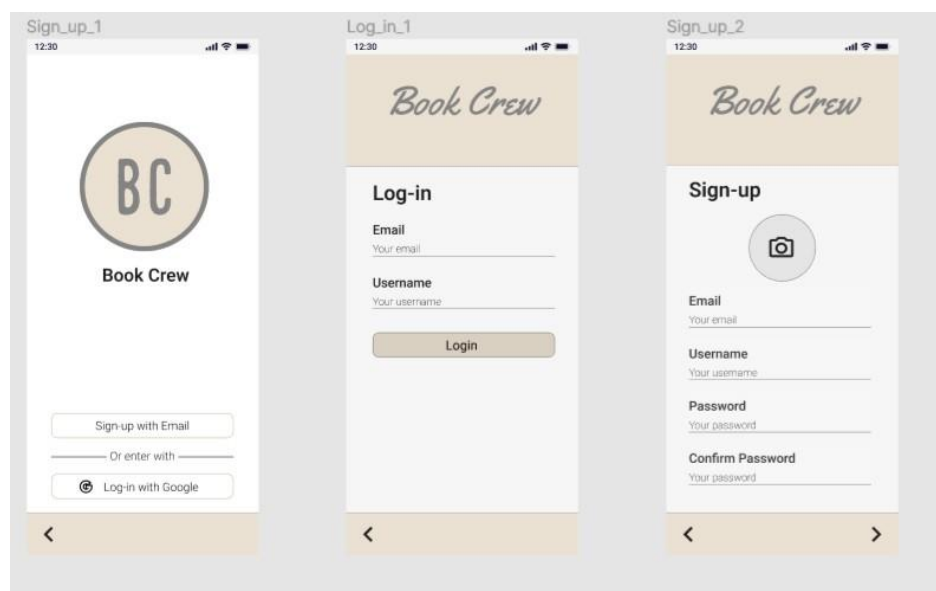 Sign_up_1
12:30
BC
Book Crew
Sign-up with Email
Or enter with
G Log-in with Google
Log_in_1
12:30
Book Crew
Log-in
Email
Your email
Username
Your username
Login
Sign_up_2
12:30
Book Crew
Sign-up
Email
Your email
Username
Your username
Password
Your password
Confirm Password
Your password